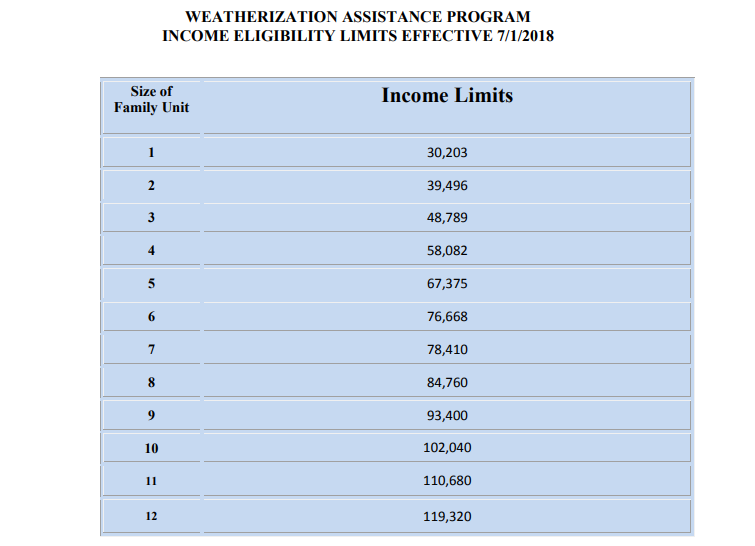 WEATHERIZATION ASSISTANCE PROGRAM
INCOME ELIGIBILITY LIMITS EFFECTIVE 7/1/2018
Size of
Family Unit
Income Limits
1 30,203
2 39,496
3 48,789
4 58,082
5 67,375
6 76,668
7 78,410
8 84,760
9 93,400
10 102,040
11 110,680
12 119,320